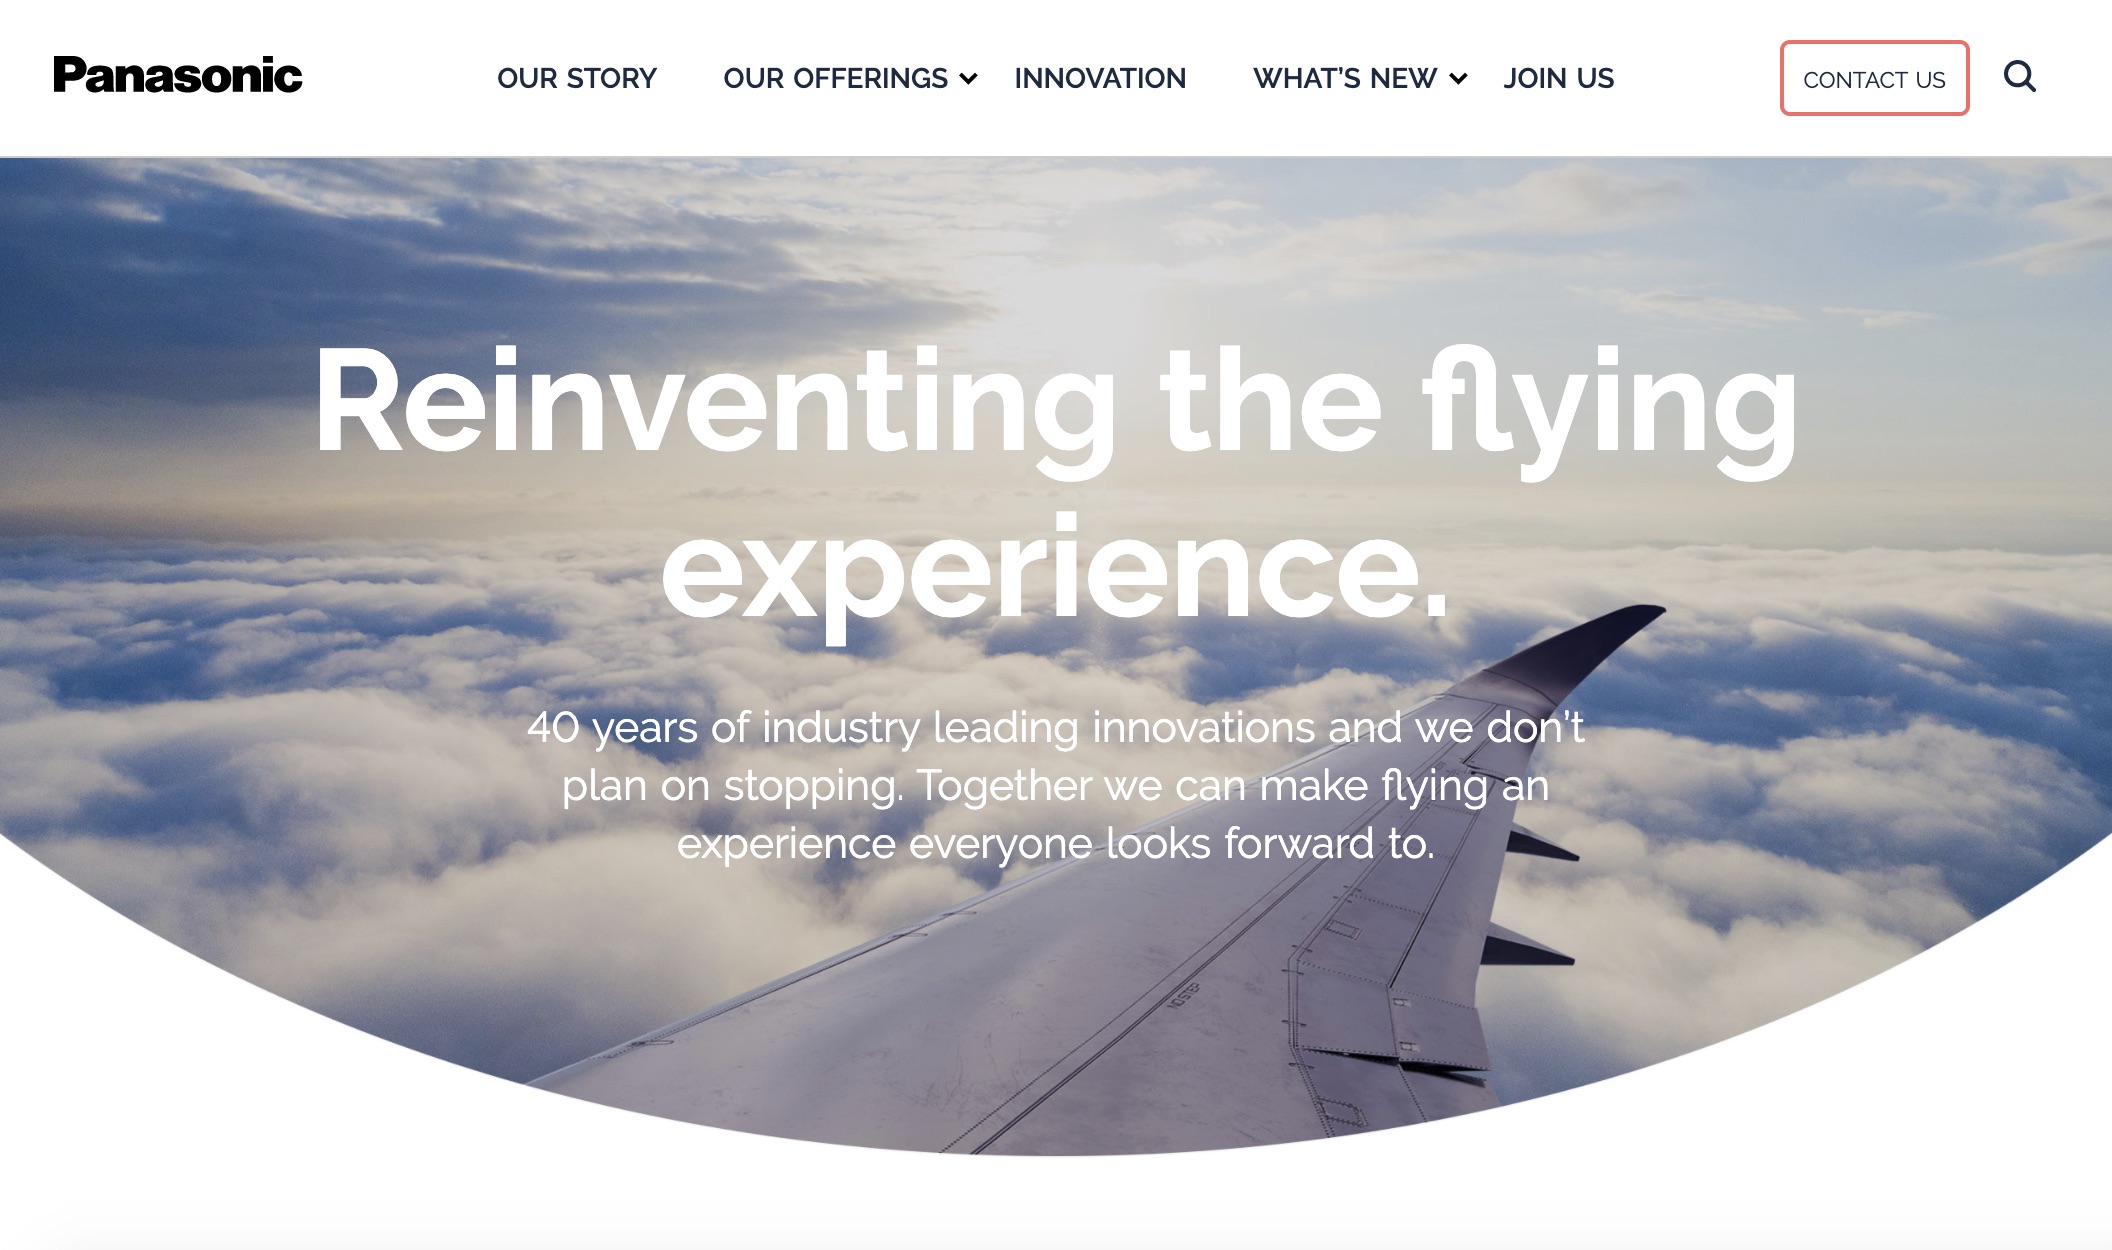 Panasonic
OUR STORY
OUR OFFERINGS
INNOVATION
WHAT'S NEW
JOIN US
CONTACT US
Reinventing the flying
experience.
40 years of industry leading innovations and we don't
plan on stopping. Together we can make flying an
experience everyone looks forward to.
NO STEP